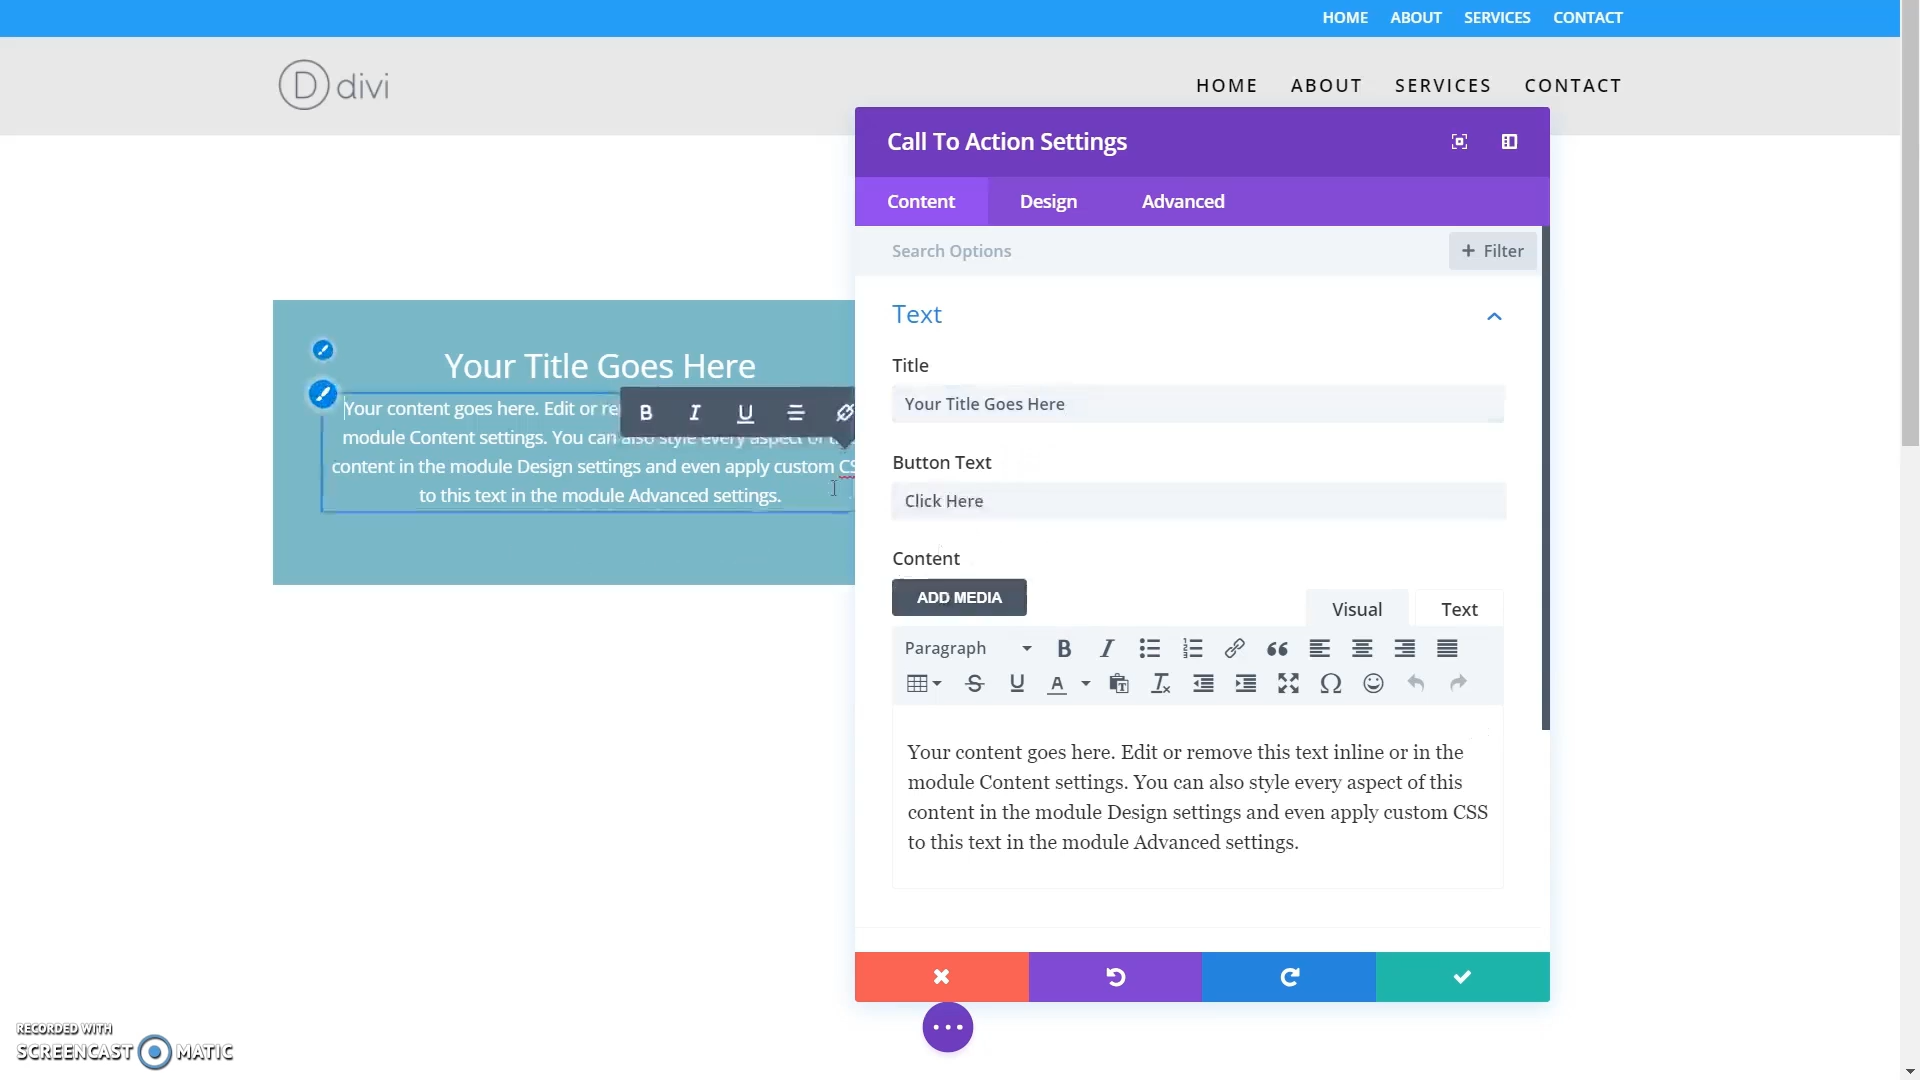 HOME ABOUT SERVICES CONTACT
D divi
HOME ABOUT SERVICES CONTACT
Call To Action Settings
Content Design Advanced
Search Options
+ Filter
Text
Title
Your Title Goes Here
Button Text
Click Here
Content
ADD MEDIA
Visual Text
Paragraph
Your content goes here. Edit or remove this text inline or in the
module Content settings. You can also style every aspect of this
content in the module Design settings and even apply custom CSS
to this text in the module Advanced settings.
Your Title Goes Here
Your content goes here. Edit or
module Content settings. You can also style every aspect of
content in the module Design settings and even apply custom CS
to this text in the module Advanced settings.
RECORDED WITH
SCREENCAST MATIC